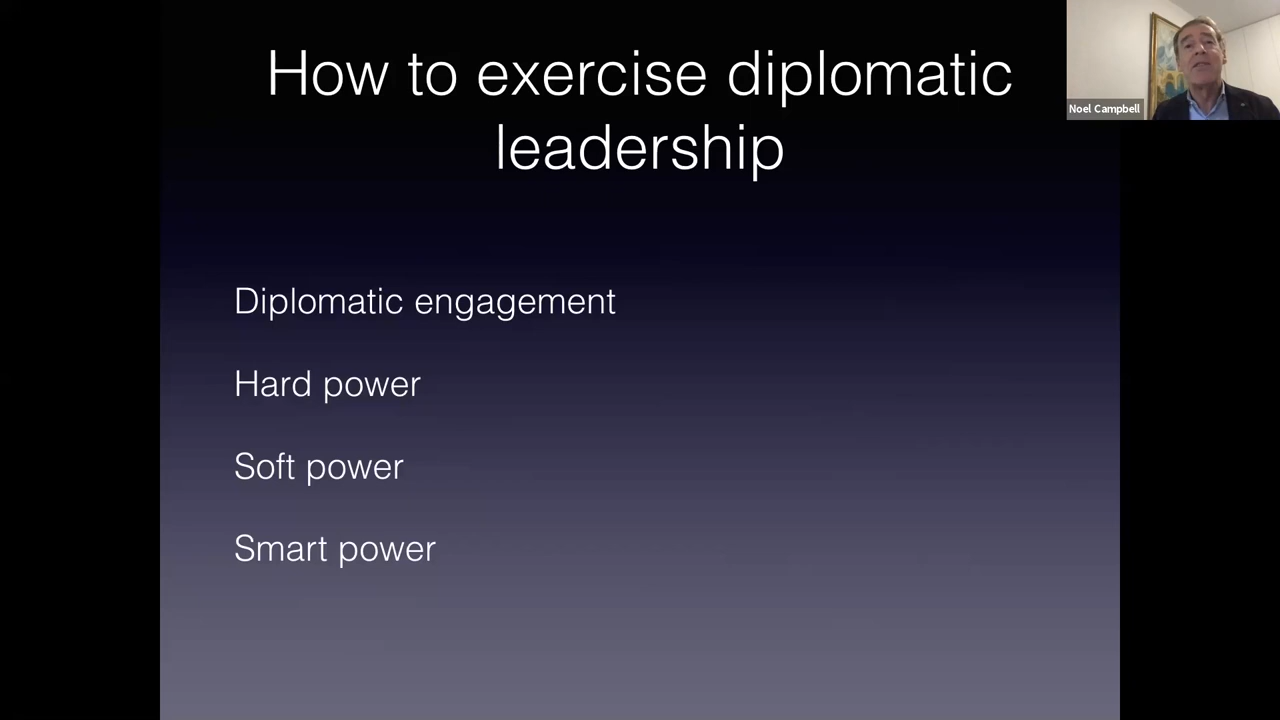 How to exercise diplomatic
leadership
Noel Campbell
Diplomatic engagement
Hard power
Soft power
Smart power